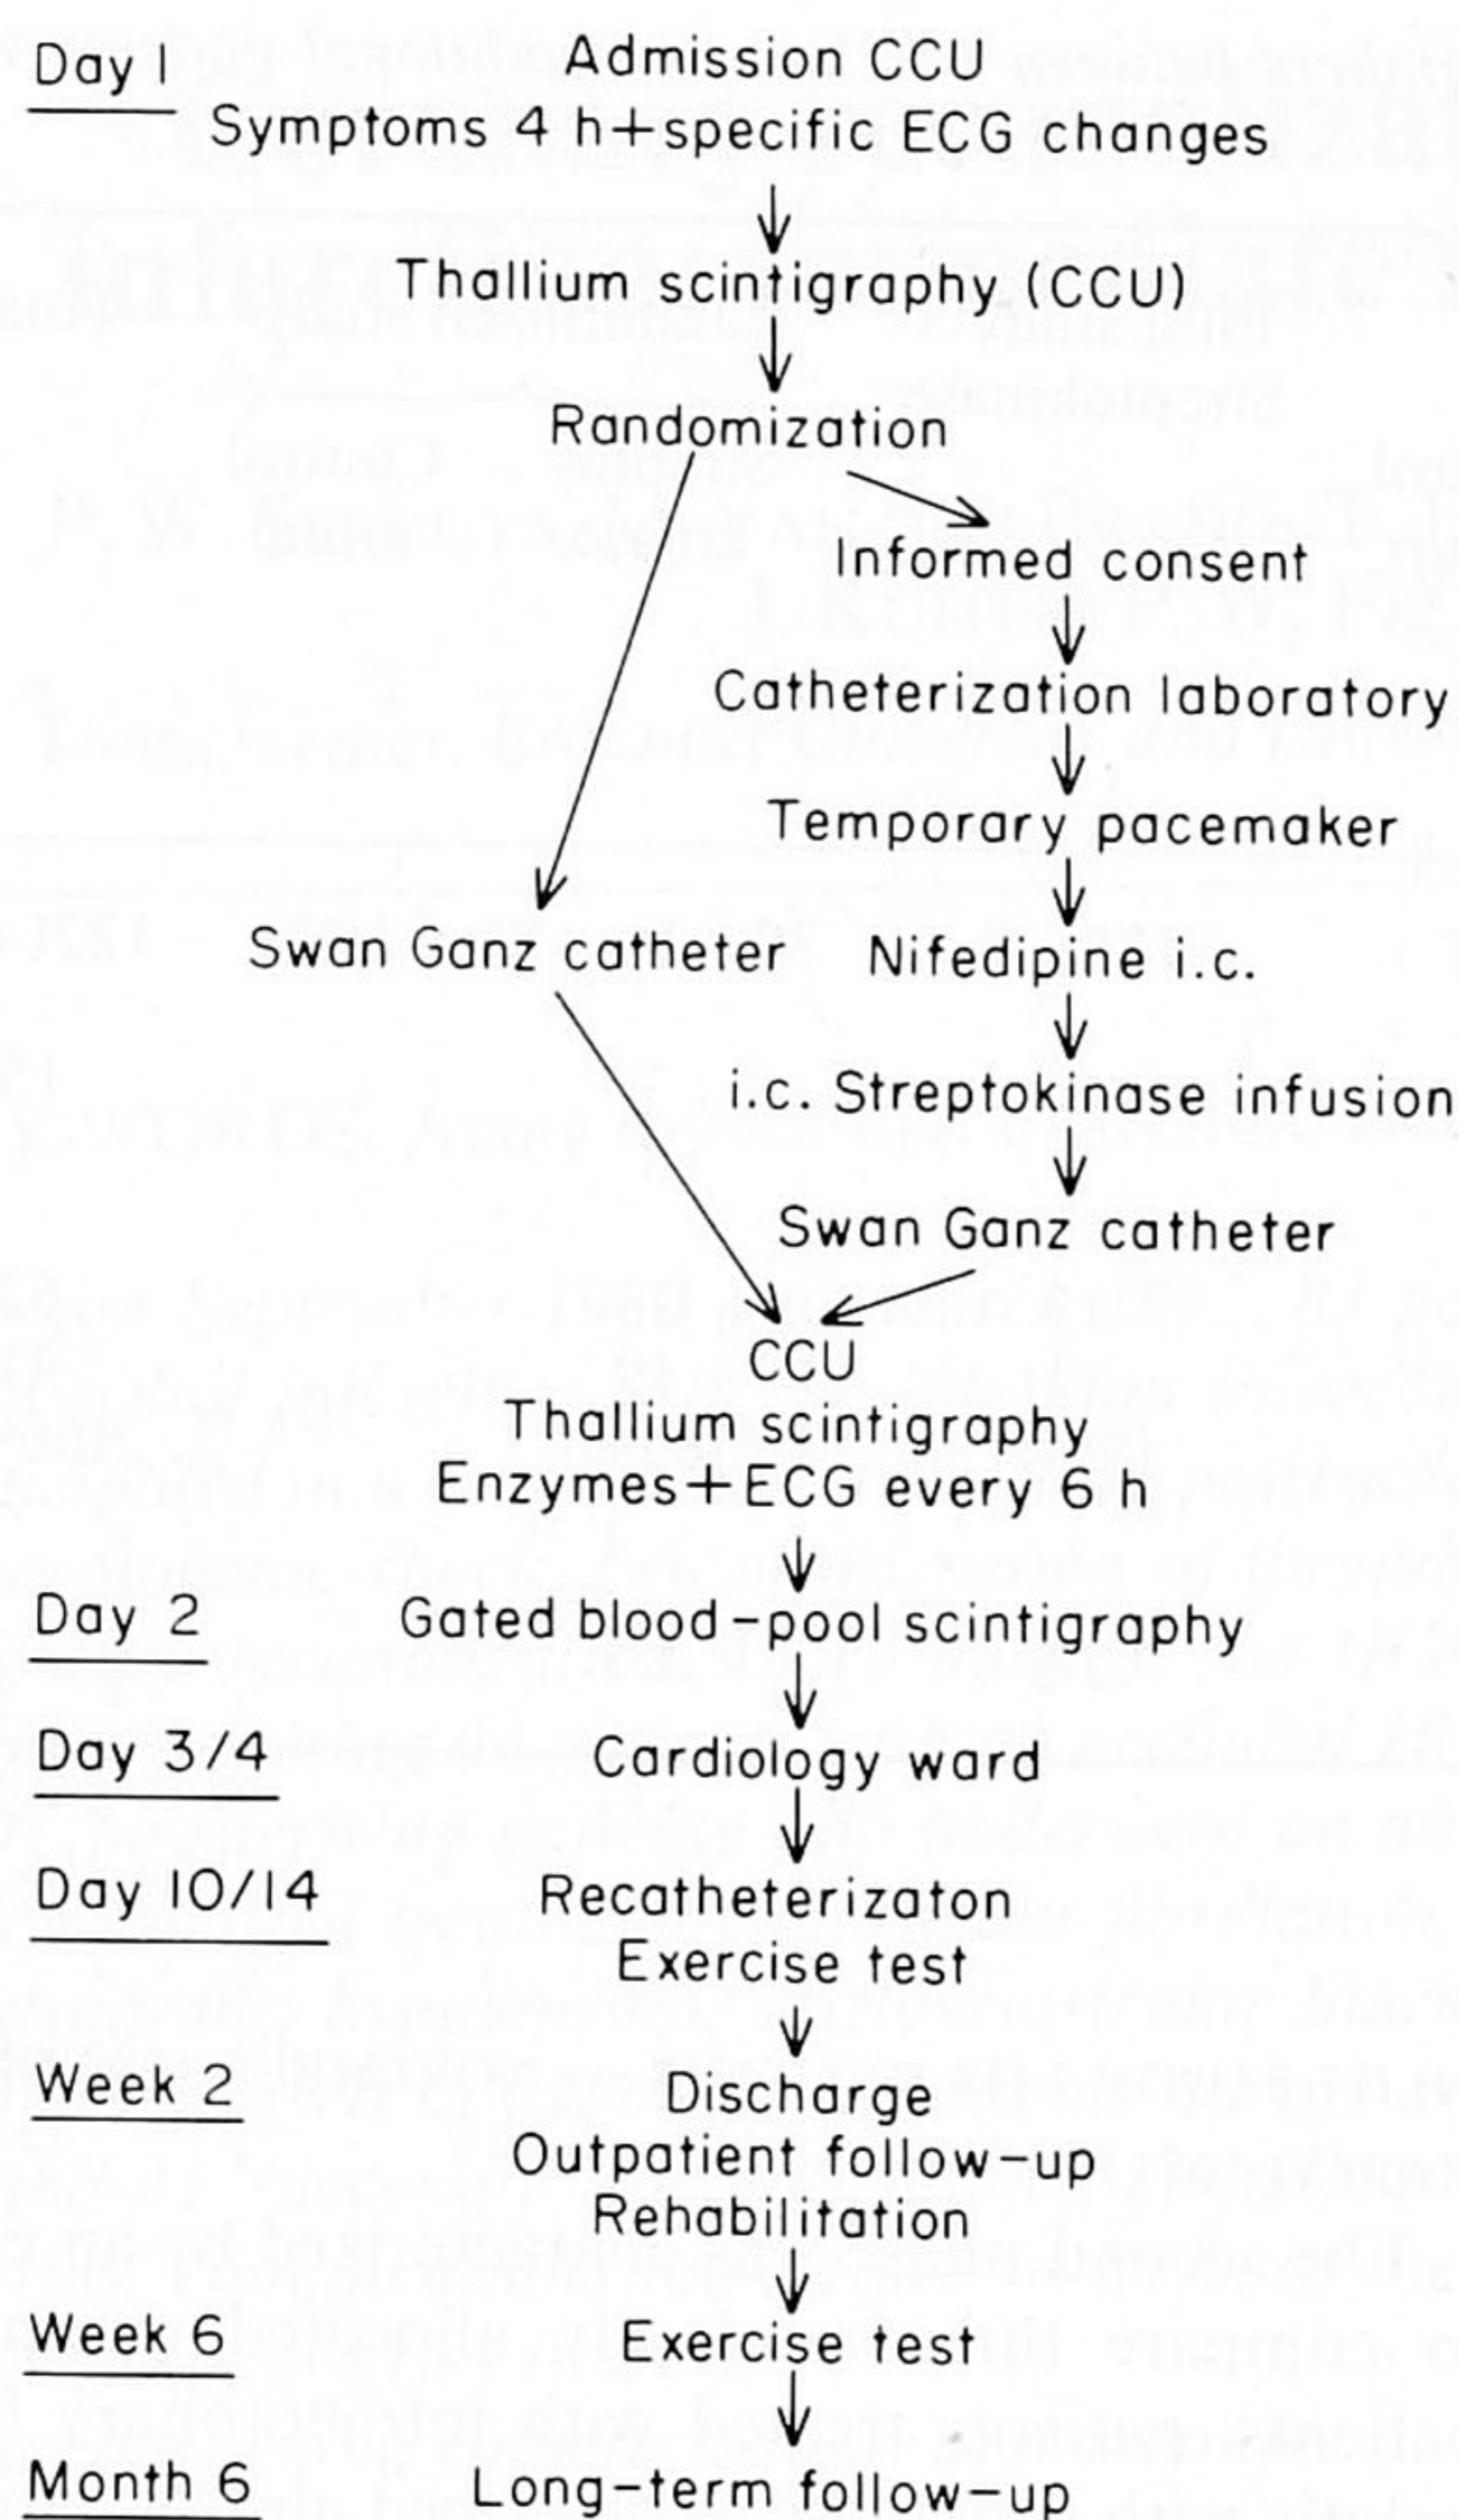 Day 1
Admission CCU
Symptoms 4 h+specific ECG changes
Thallium scintigraphy (CCU)
Randomization
Informed consent
Catheterization laboratory
Temporary pacemaker
Swan Ganz catheter
Nifedipine i.c.
i.c. Streptokinase infusion
Swan Ganz catheter
CCU
Thallium scintigraphy
Enzymes+ECG every 6 h
Day 2
Gated blood-pool scintigraphy
Day 3/4
Cardiology ward
Day 10/14
Recatheterizaton
Exercise test
Week 2
Discharge
Outpatient follow-up
Rehabilitation
Week 6
Exercise test
Month 6
Long-term follow-up